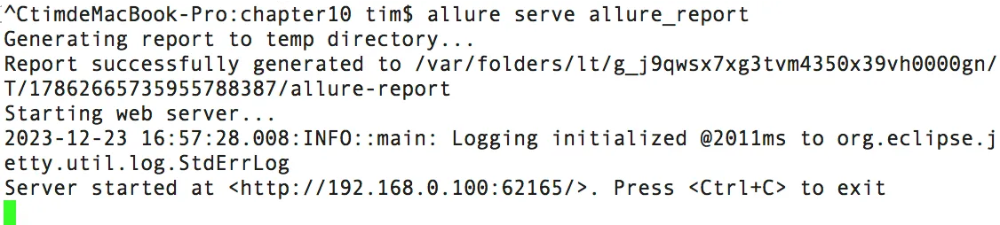 ^CtimdeMacBook-Pro:chapter10 tim$ allure serve allure_report
Generating report to temp directory...
Report successfully generated to /var/folders/lt/g_j9qwsx7xg3tvm4350x39vh0000gn/
T/17862665735955788387/allure-report
Starting web server...
2023-12-23 16:57:28.008:INFO::main: Logging initialized @2011ms to org.eclipse.j
etty.util.log.StdErrLog
Server started at <http://192.168.0.100:62165/>. Press <Ctrl+C> to exit